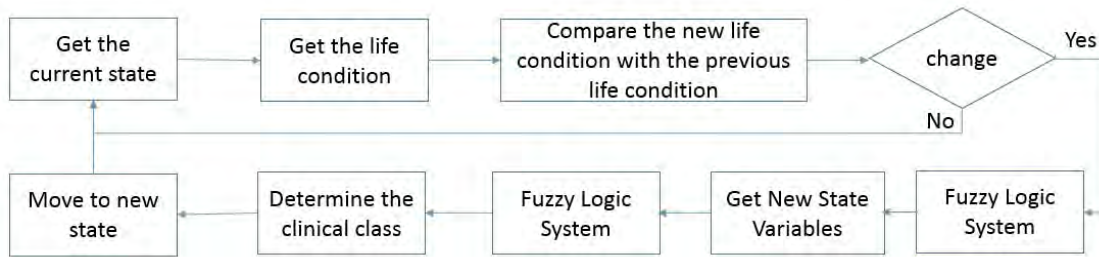 Get the
current state
Get the life
condition
Compare the new life
condition with the previous
life condition
change
Yes
No
Move to new
state
Determine the
clinical class
Fuzzy Logic
System
Get New State
Variables
Fuzzy Logic
System